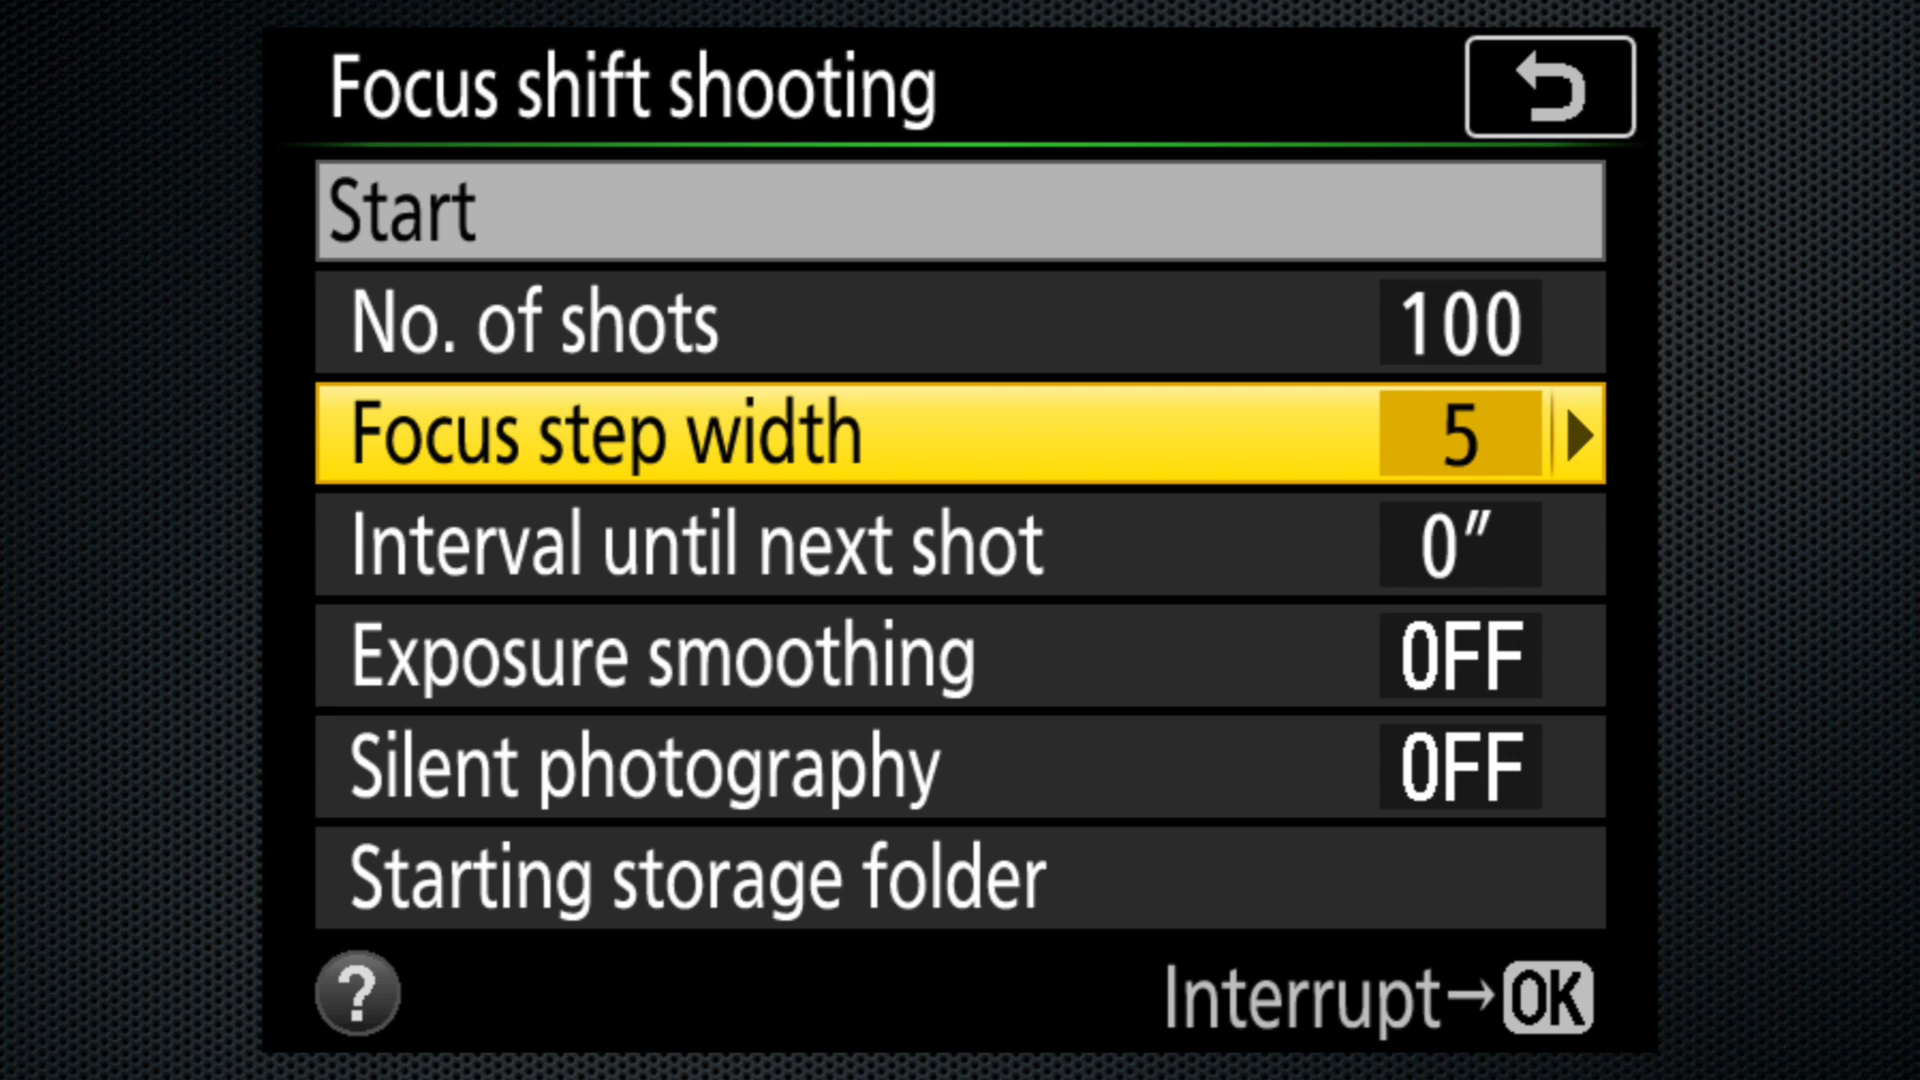 Focus shift shooting
Start
No. of shots 100
Focus step width 5
Interval until next shot 0"
Exposure smoothing OFF
Silent photography OFF
Starting storage folder
? Interrupt→OK